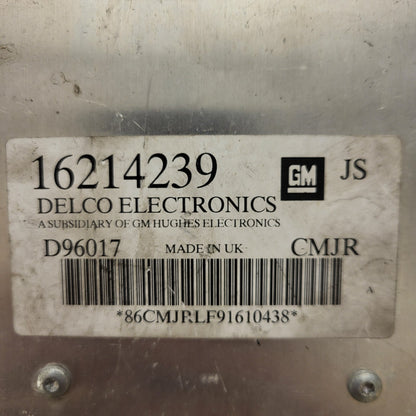 16214239 GM JS
DELCO ELECTRONICS
A SUBSIDIARY OF GM HUGHES ELECTRONICS
D96017 MADE IN UK CMJR
*86CMJRLF91610438*